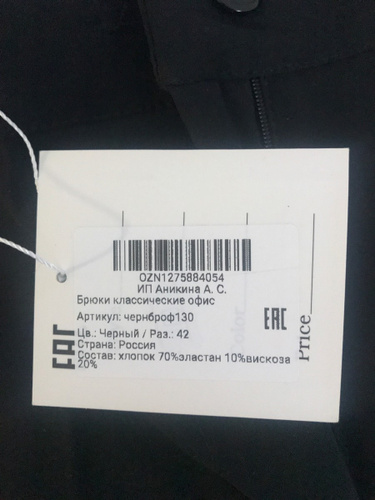 OZN1275884054
ИП Аникина А. С.
Брюки классические офис
Артикул: чернброф130
Цв.: Черный / Раз.: 42
Страна: Россия
Состав: хлопок 70%эластан 10%вискоза
20%
EAC
EAC
Color
Price